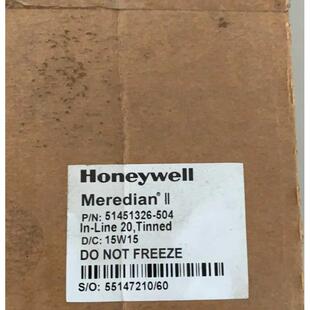 Honeywell
Meredian® II
P/N: 51451326-504
In-Line 20, Tinned
D/C: 15W15
DO NOT FREEZE
S/O: 55147210/60